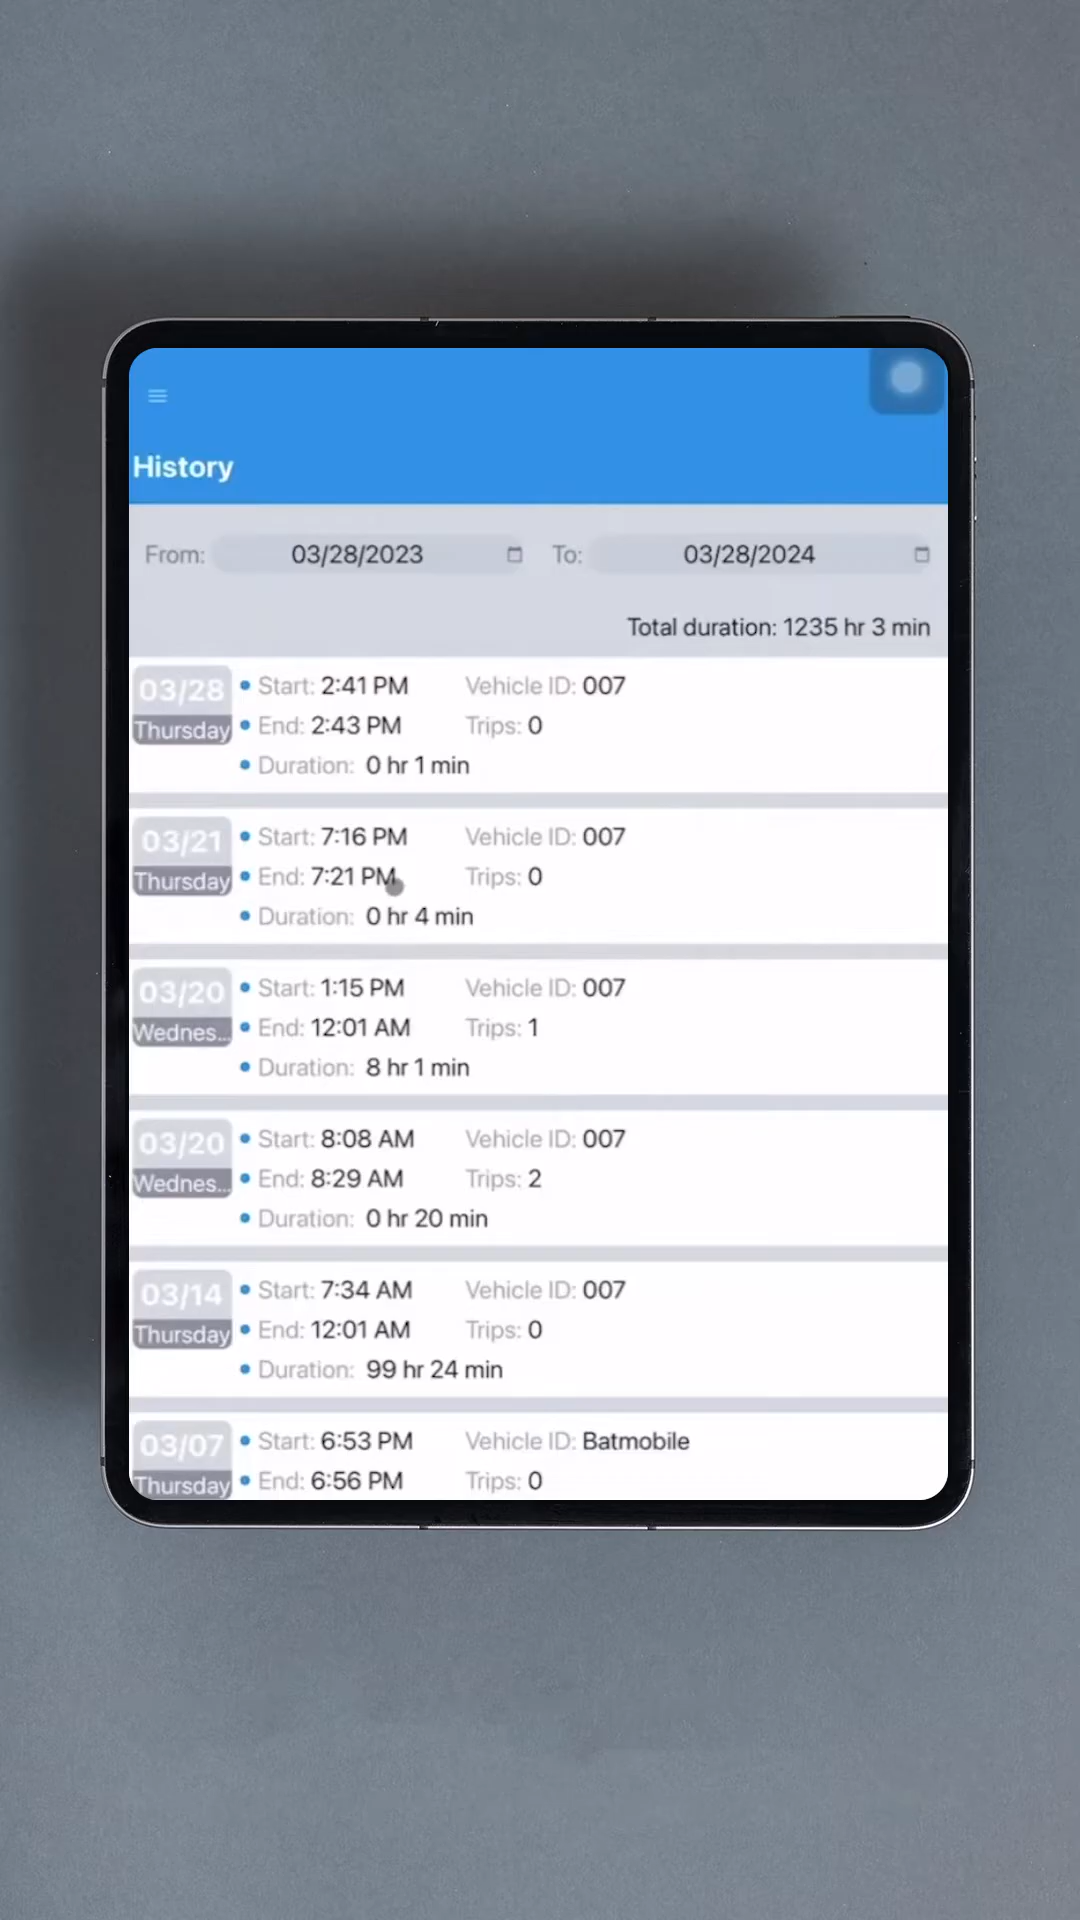 History
From: 03/28/2023 To: 03/28/2024
Total duration: 1235 hr 3 min
03/28 Start: 2:41 PM Vehicle ID: 007
Thursday End: 2:43 PM Trips: 0
Duration: 0 hr 1 min
03/21 Start: 7:16 PM Vehicle ID: 007
Thursday End: 7:21 PM Trips: 0
Duration: 0 hr 4 min
03/20 Start: 1:15 PM Vehicle ID: 007
Wednes... End: 12:01 AM Trips: 1
Duration: 8 hr 1 min
03/20 Start: 8:08 AM Vehicle ID: 007
Wednes... End: 8:29 AM Trips: 2
Duration: 0 hr 20 min
03/14 Start: 7:34 AM Vehicle ID: 007
Thursday End: 12:01 AM Trips: 0
Duration: 99 hr 24 min
03/07 Start: 6:53 PM Vehicle ID: Batmobile
Thursday End: 6:56 PM Trips: 0